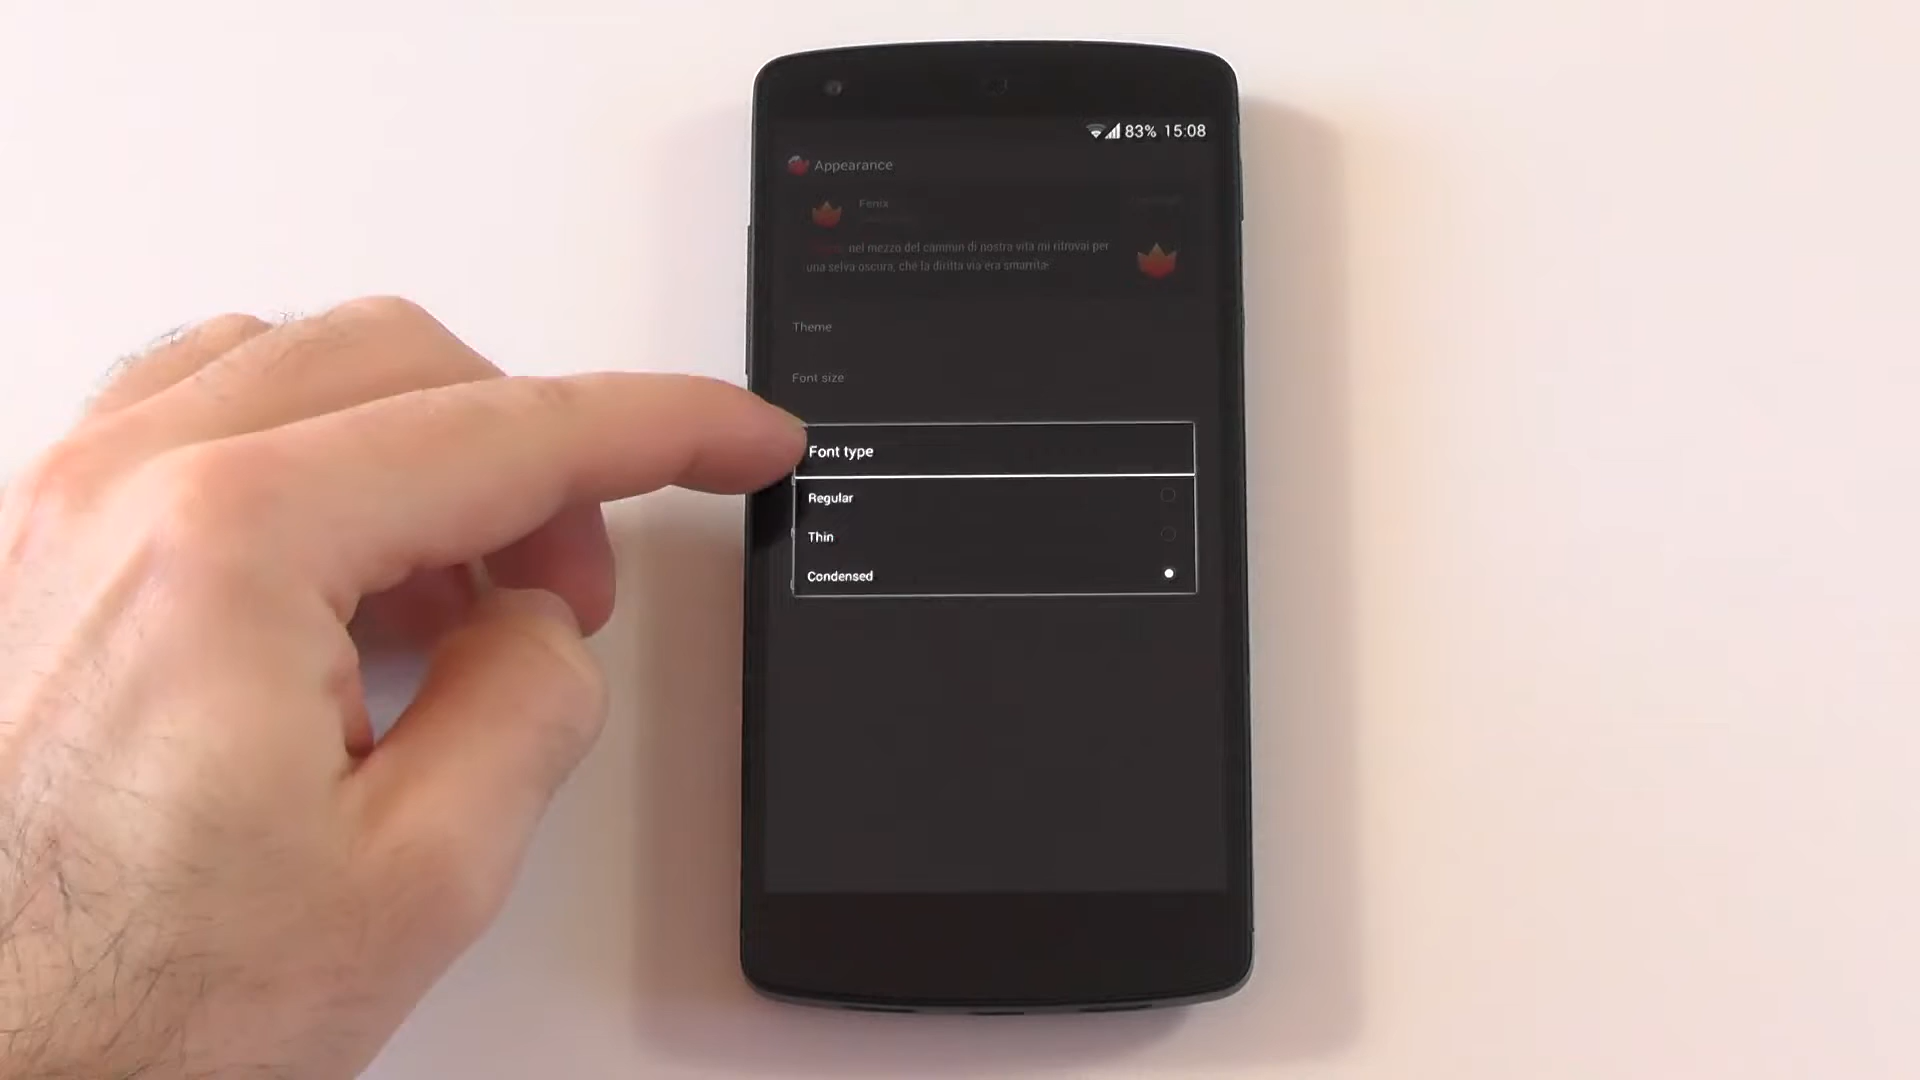 83% 15:08
Appearance
Fenix
nel mezzo del cammin di nostra vita mi ritrovai per
una selva oscura, che la diritta via era smarrita
Theme
Font size
Font type
Regular
Thin
Condensed